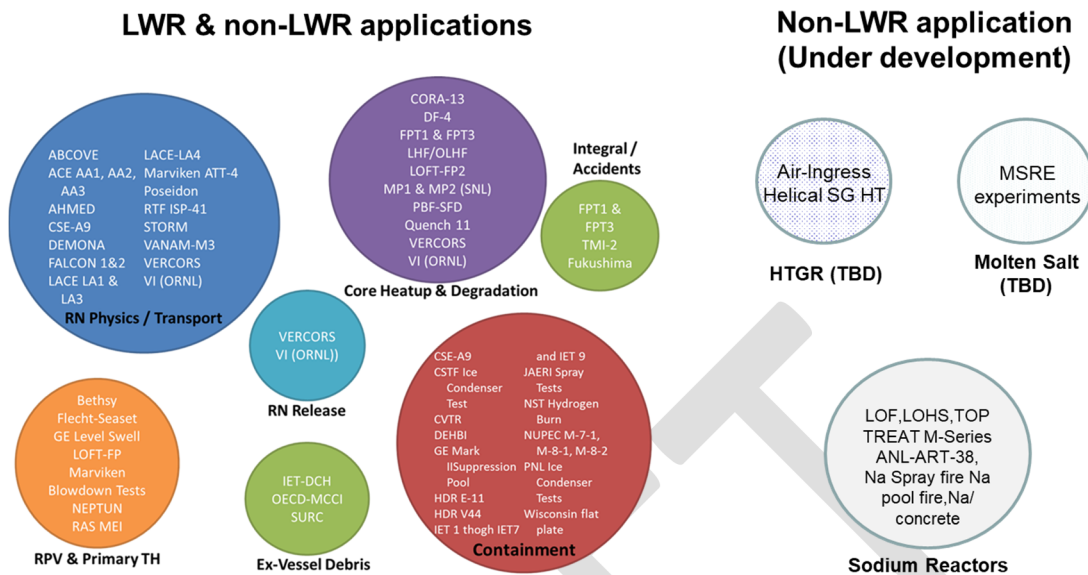 LWR & non-LWR applications
ABCOVE
ACE AA1, AA2,
AA3
AHMED
CSE-A9
DEMONA
FALCON 1&2
LACE LA1 &
LA3
LACE-LA4
Marviken ATT-4
Poseidon
RTF ISP-41
STORM
VANAM-M3
VERCORS
VI (ORNL)
RN Physics / Transport
CORA-13
DF-4
FPT1 & FPT3
LHF/OLHF
LOFT-FP2
MP1 & MP2 (SNL)
PBF-SFD
Quench 11
VERCORS
VI (ORNL)
Core Heatup & Degradation
Integral /
Accidents
FPT1 &
FPT3
TMI-2
Fukushima
VERCORS
VI (ORNL))
RN Release
Bethsy
Flecht-Seaset
GE Level Swell
LOFT-FP
Marviken
Blowdown Tests
NEPTUN
RAS MEI
RPV & Primary TH
IET-DCH
OECD-MCCI
SURC
Ex-Vessel Debris
CSE-A9
CSTF Ice
Condenser
Test
CVTR
DEHBI
GE Mark
IISuppression
Pool
HDR E-11
HDR V44
IET 1 thogh IET7
and IET 9
JAERI Spray
Tests
NST Hydrogen
Burn
NUPEC M-7-1,
M-8-1, M-8-2
PNL Ice
Condenser
Tests
Wisconsin flat
plate
Containment
Non-LWR application
(Under development)
Air-Ingress
Helical SG HT
HTGR (TBD)
MSRE
experiments
Molten Salt
(TBD)
LOF,LOHS,TOP
TREAT M-Series
ANL-ART-38,
Na Spray fire Na
pool fire,Na/
concrete
Sodium Reactors